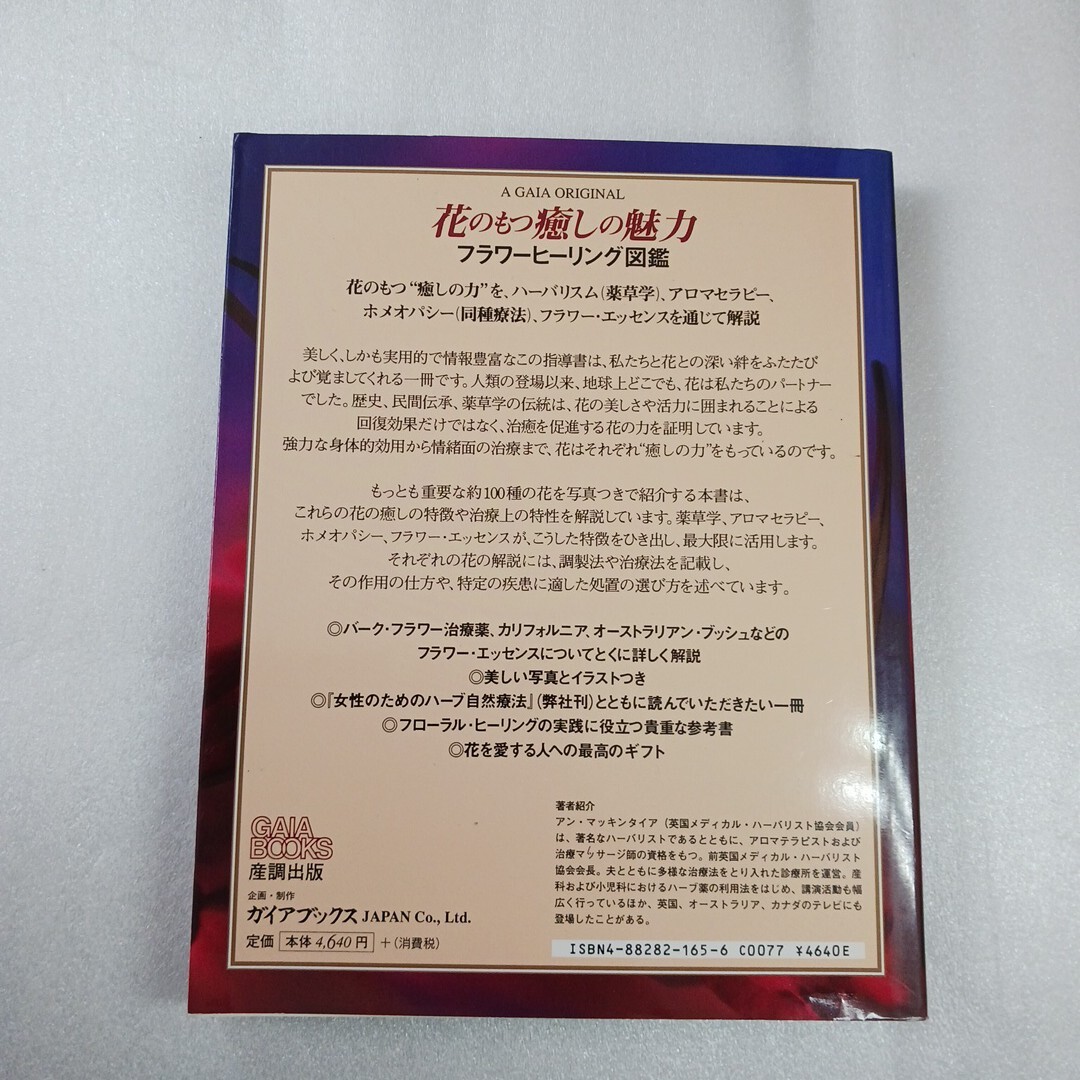 A GAIA ORIGINAL
花のもつ癒しの魅力
フラワーヒーリング図鑑
花のもつ“癒しの力”を、ハーバリスム(薬草学)、アロマセラピー、
ホメオパシー(同種療法)、フラワー・エッセンスを通じて解説
美しく、しかも実用的で情報豊富なこの指導書は、私たちと花との深い絆をふたたび
よび覚ましてくれる一冊です。人類の登場以来、地球上どこでも、花は私たちのパートナー
でした。歴史、民間伝承、薬草学の伝統は、花の美しさや活力に囲まれることによる
回復効果だけではなく、治癒を促進する花の力を証明しています。
強力な身体的効用から情緒面の治療まで、花はそれぞれ“癒しの力”をもっているのです。
もっとも重要な約100種の花を写真つきで紹介する本書は、
これらの花の癒しの特徴や治療上の特性を解説しています。薬草学、アロマセラピー、
ホメオパシー、フラワー・エッセンスが、こうした特徴をひき出し、最大限に活用します。
それぞれの花の解説には、調製法や治療法を記載し、
その作用の仕方や、特定の疾患に適した処置の選び方を述べています。
◎バーク・フラワー治療薬、カリフォルニア、オーストラリアン・ブッシュなどの
フラワー・エッセンスについてとくに詳しく解説
◎美しい写真とイラストつき
◎『女性のためのハーブ自然療法』(弊社刊)とともに読んでいただきたい一冊
◎フローラル・ヒーリングの実践に役立つ貴重な参考書
◎花を愛する人への最高のギフト
GAIA
BOOKS
産調出版
企画・制作
ガイアブックス JAPAN Co., Ltd.
定価 本体 4,640円 +(消費税)
著者紹介
アン・マッキンタイア(英国メディカル・ハーバリスト協会会員)
は、著名なハーバリストであるとともに、アロマテラピストおよび
治療マッサージ師の資格をもつ。前英国メディカル・ハーバリスト
協会会長。夫とともに多様な治療法をとり入れた診療所を運営。産
科および小児科におけるハーブ薬の利用法をはじめ、講演活動も幅
広く行っているほか、英国、オーストラリア、カナダのテレビにも
登場したことがある。
ISBN4-88282-165-6 C0077 ¥4640E